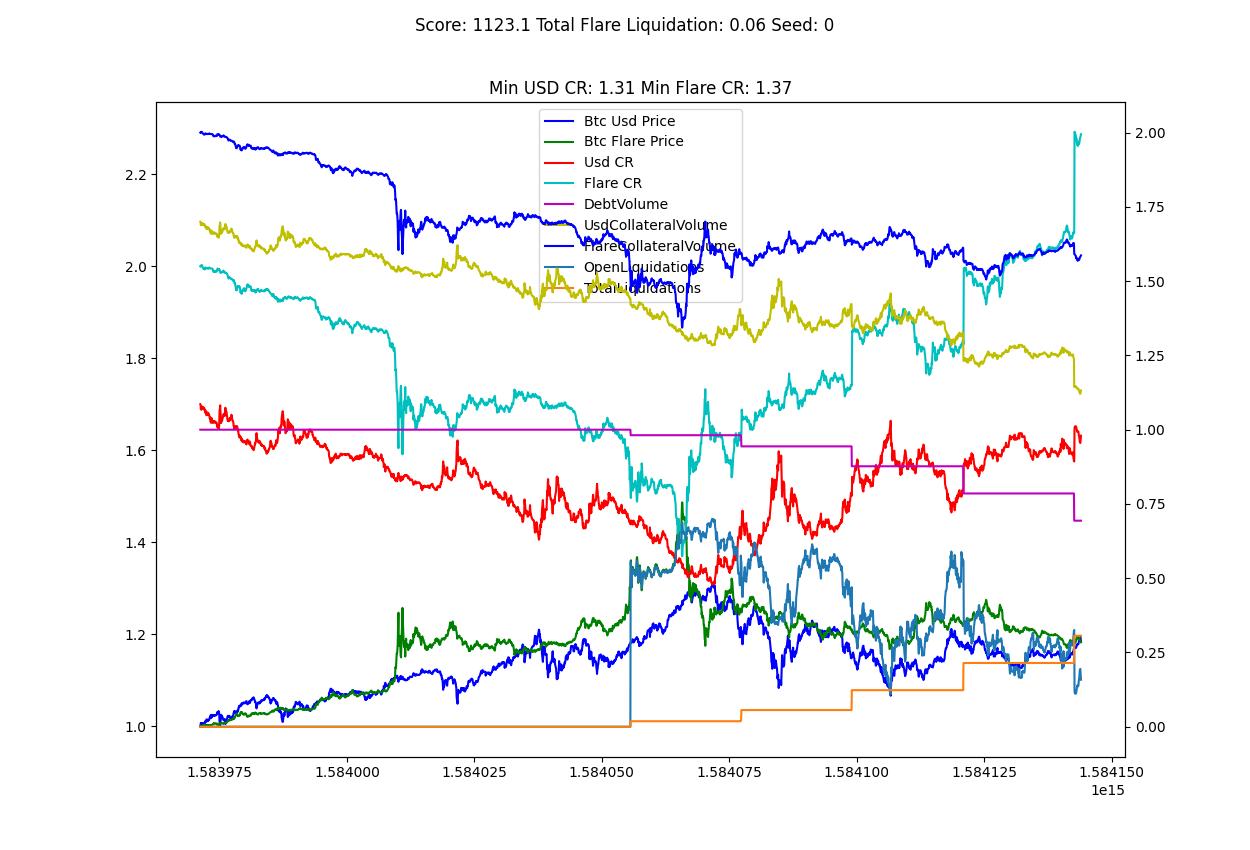 Score: 1123.1 Total Flare Liquidation: 0.06 Seed: 0
Min USD CR: 1.31 Min Flare CR: 1.37
Btc Usd Price
Btc Flare Price
Usd CR
Flare CR
DebtVolume
UsdCollateralVolume
FlareCollateralVolume
OpenLiquidations
TotalLiquidations
2.2
2.0
1.8
1.6
1.4
1.2
1.0
2.00
1.75
1.50
1.25
1.00
0.75
0.50
0.25
0.00
1.583975 1.584000 1.584025 1.584050 1.584075 1.584100 1.584125 1.584150
1e15